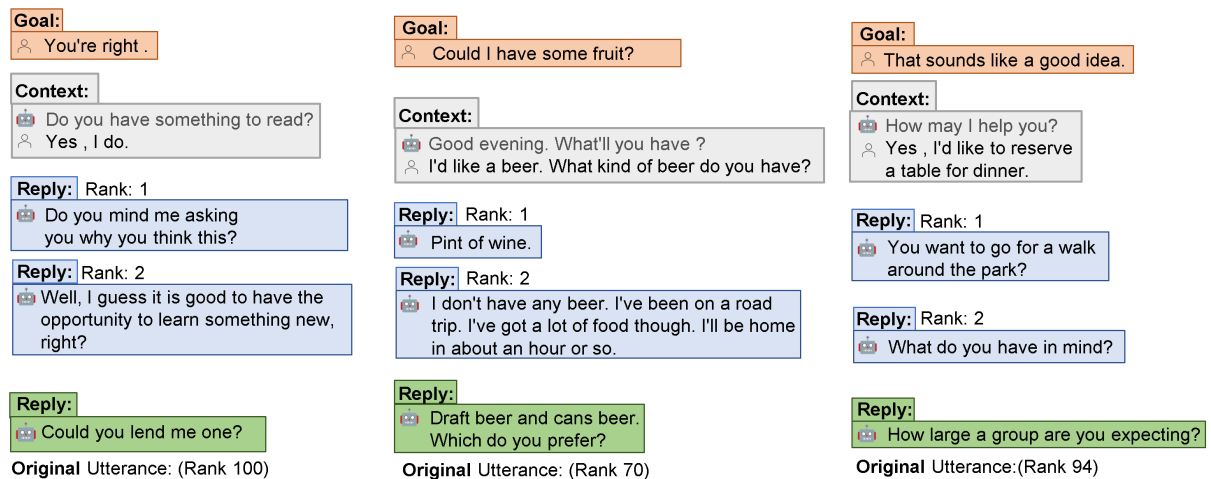 Goal:
You're right .
Context:
Do you have something to read?
Yes , I do.
Reply: Rank: 1
Do you mind me asking
you why you think this?
Reply: Rank: 2
Well, I guess it is good to have the
opportunity to learn something new,
right?
Reply:
Could you lend me one?
Original Utterance: (Rank 100)
Goal:
Could I have some fruit?
Context:
Good evening. What'll you have ?
I'd like a beer. What kind of beer do you have?
Reply: Rank: 1
Pint of wine.
Reply: Rank: 2
I don't have any beer. I've been on a road
trip. I've got a lot of food though. I'll be home
in about an hour or so.
Reply:
Draft beer and cans beer.
Which do you prefer?
Original Utterance: (Rank 70)
Goal:
That sounds like a good idea.
Context:
How may I help you?
Yes , I'd like to reserve
a table for dinner.
Reply: Rank: 1
You want to go for a walk
around the park?
Reply: Rank: 2
What do you have in mind?
Reply:
How large a group are you expecting?
Original Utterance:(Rank 94)